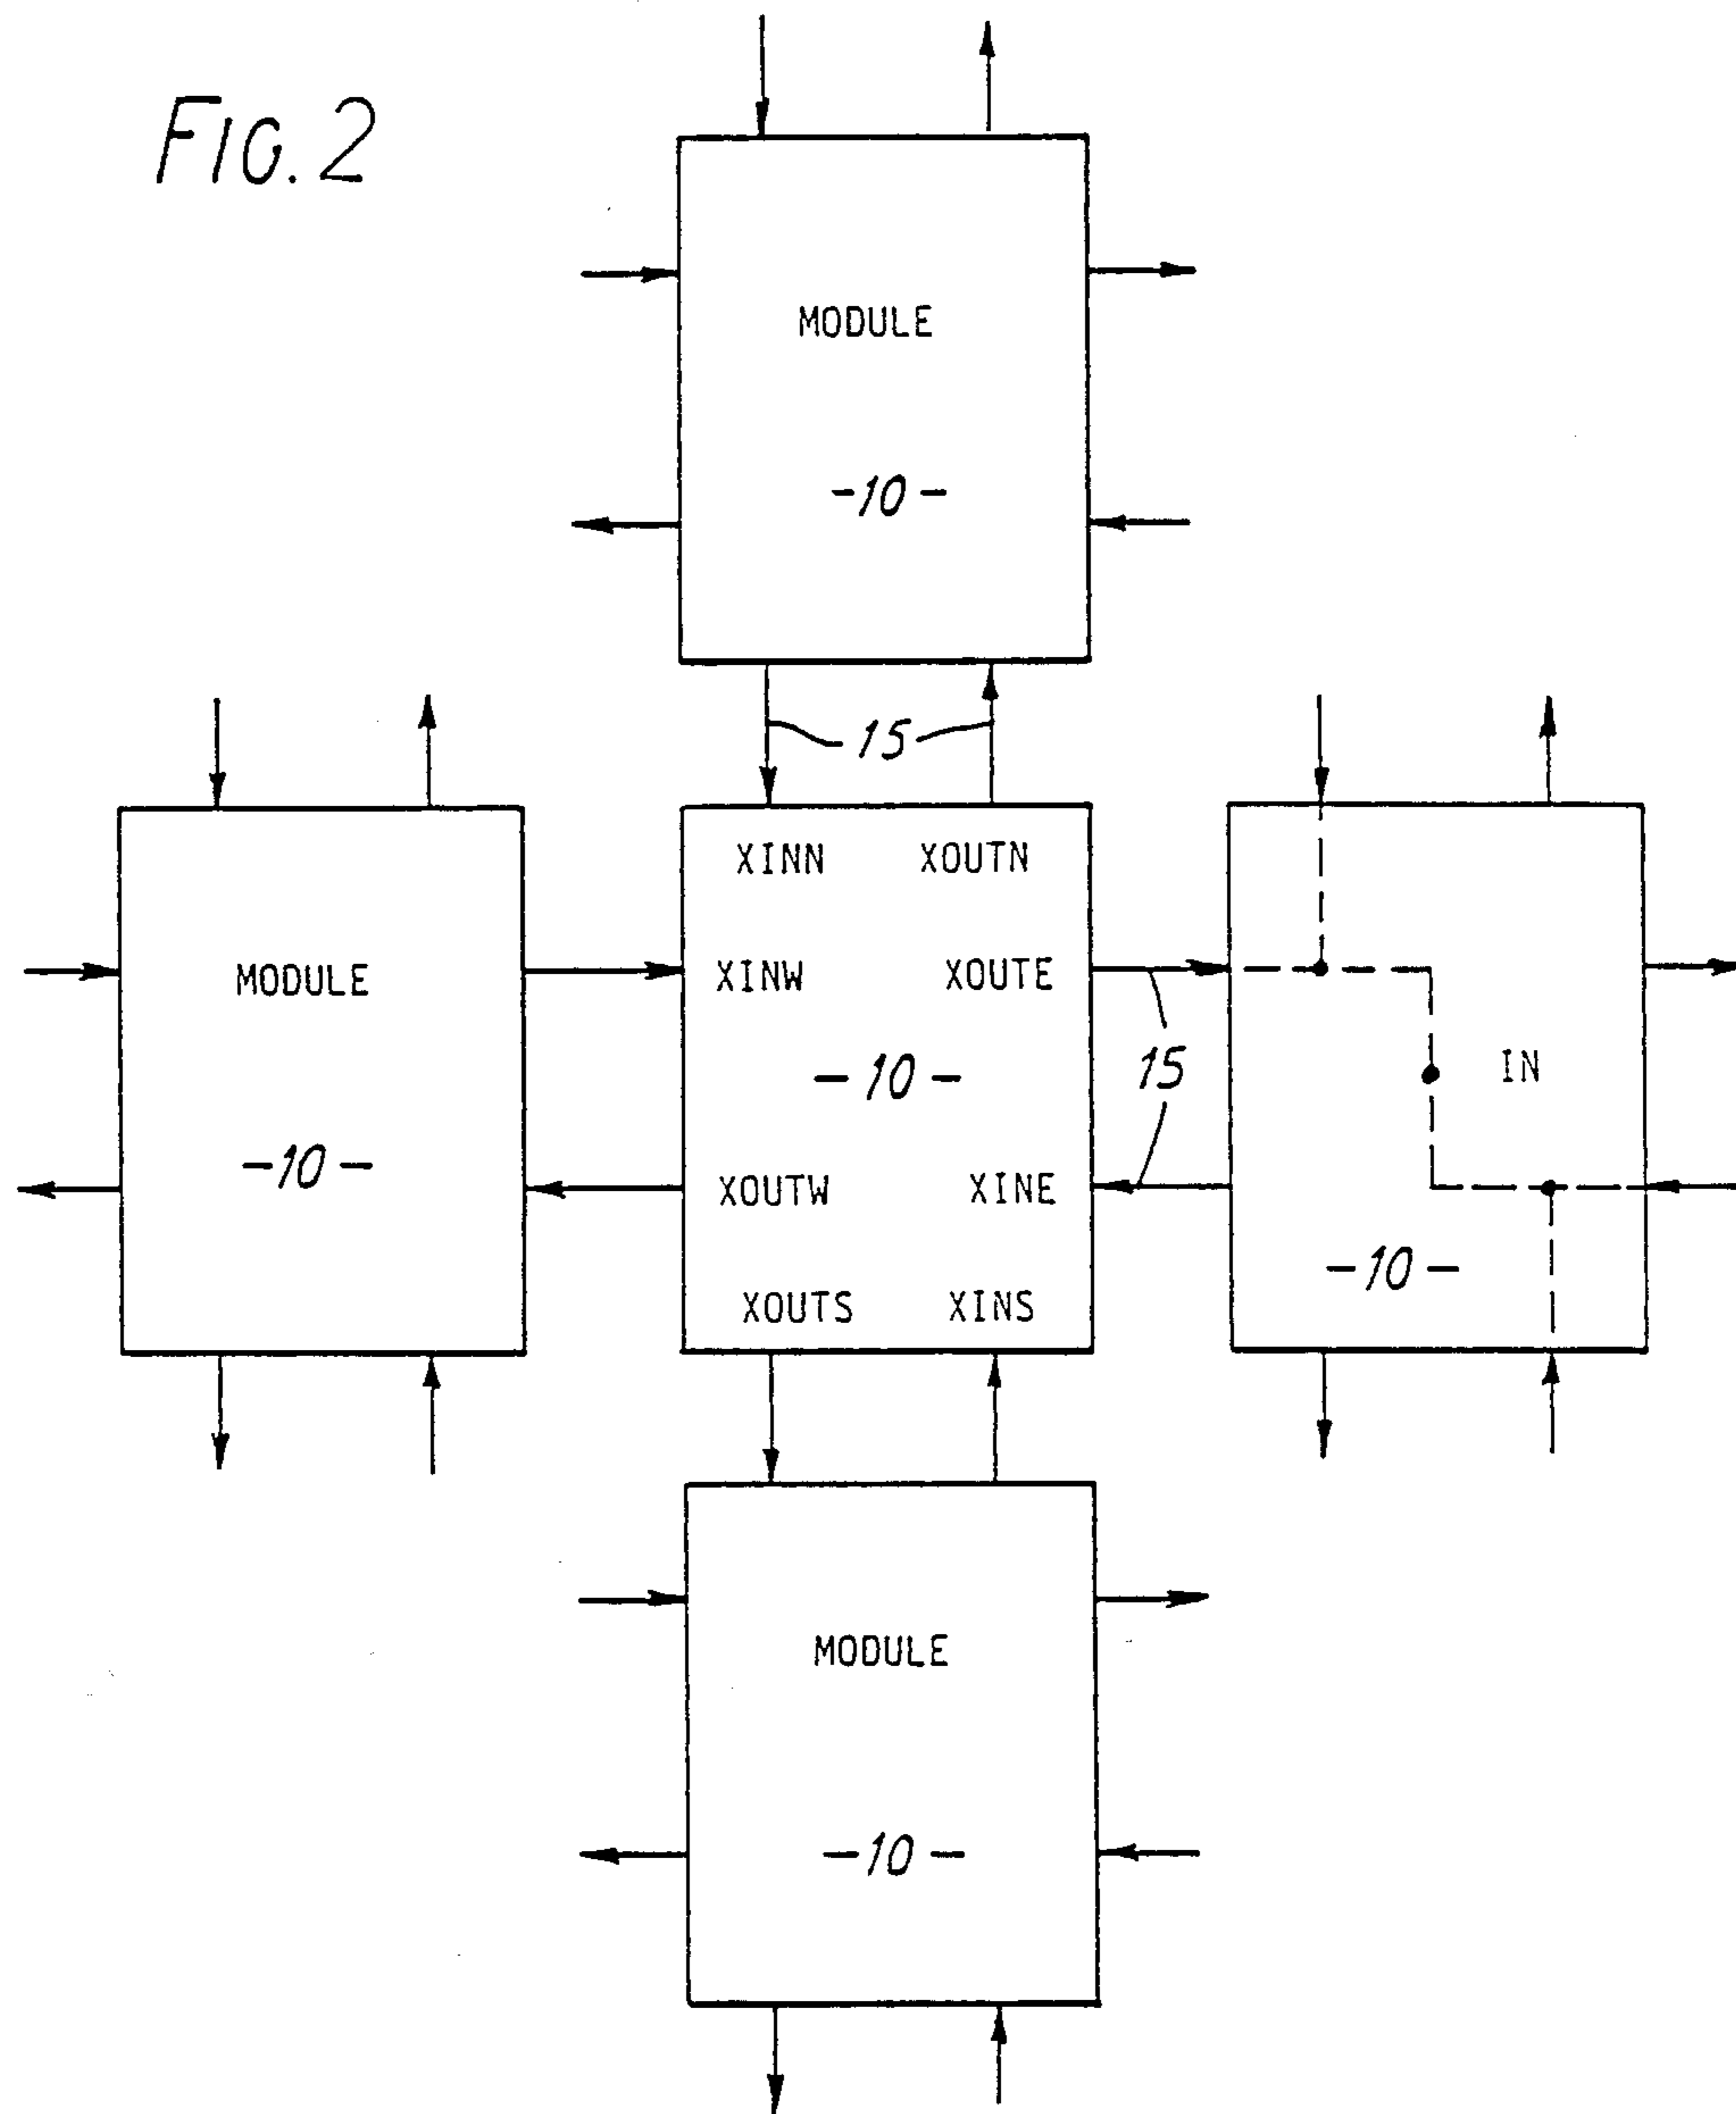 FIG. 2
MODULE
-10-
15
MODULE
-10-
XINN XOUTN
XINW XOUTE
-10-
XOUTW XINE
XOUTS XINS
15
IN
-10-
MODULE
-10-